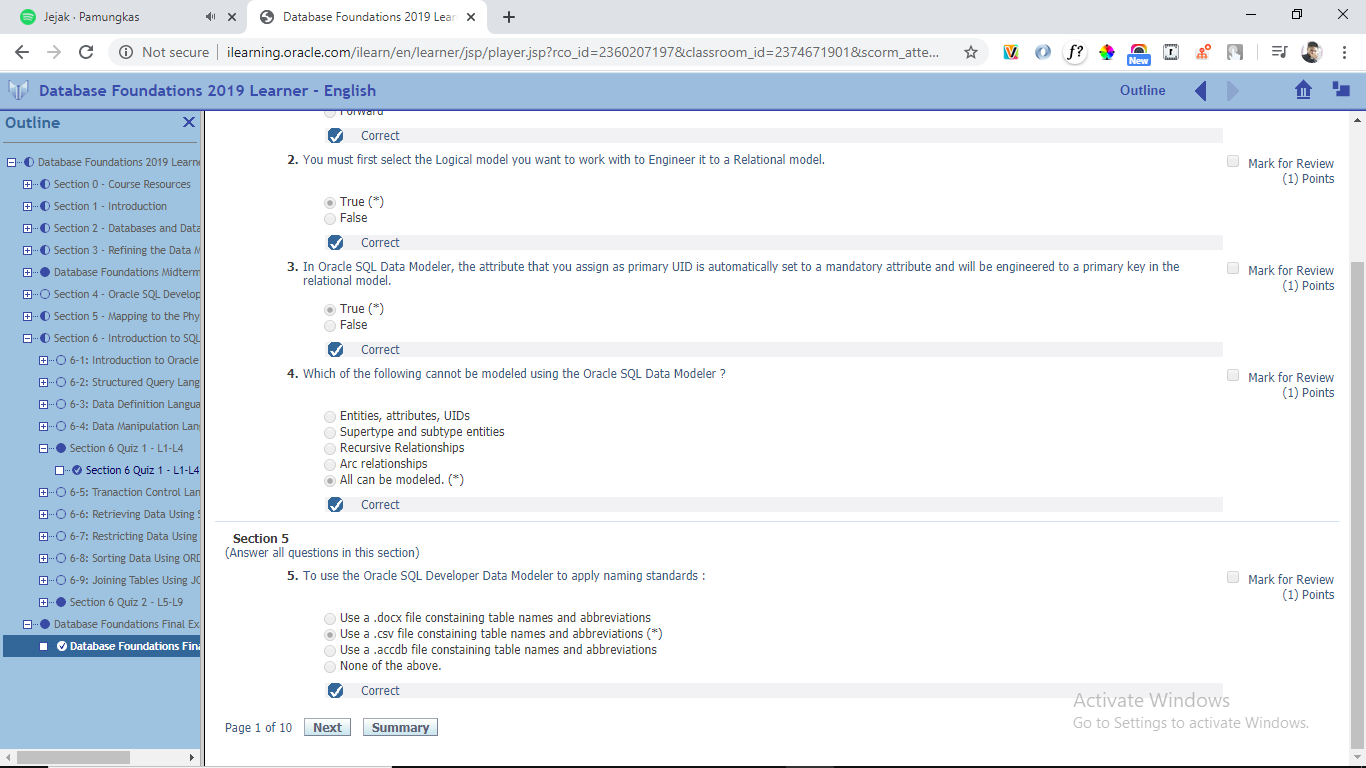 Jejak · Pamungkas
Database Foundations 2019 Lear
Not secure
ilearning.oracle.com/ilearn/en/learner/jsp/player.jsp?rco_id=2360207197&classroom_id=2374671901&scorm_atte...
f?
New
Database Foundations 2019 Learner - English
Outline
Outline
Database Foundations 2019 Learne
Section 0 - Course Resources
Section 1 - Introduction
Section 2 - Databases and Data
Section 3 - Refining the Data M
Database Foundations Midterm
Section 4 - Oracle SQL Develop
Section 5 - Mapping to the Phy
Section 6 - Introduction to SQL
6-1: Introduction to Oracle
6-2: Structured Query Lang
6-3: Data Definition Langua
6-4: Data Manipulation Lan
Section 6 Quiz 1 - L1-L4
Section 6 Quiz 1 - L1-L4
6-5: Tranaction Control Lan
6-6: Retrieving Data Using S
6-7: Restricting Data Using
6-8: Sorting Data Using ORD
6-9: Joining Tables Using JO
Section 6 Quiz 2 - L5-L9
Database Foundations Final Ex
Database Foundations Fina
Forward
Correct
2. You must first select the Logical model you want to work with to Engineer it to a Relational model.
Mark for Review
(1) Points
True (*)
False
Correct
3. In Oracle SQL Data Modeler, the attribute that you assign as primary UID is automatically set to a mandatory attribute and will be engineered to a primary key in the
relational model.
Mark for Review
(1) Points
True (*)
False
Correct
4. Which of the following cannot be modeled using the Oracle SQL Data Modeler ?
Mark for Review
(1) Points
Entities, attributes, UIDs
Supertype and subtype entities
Recursive Relationships
Arc relationships
All can be modeled. (*)
Correct
Section 5
(Answer all questions in this section)
5. To use the Oracle SQL Developer Data Modeler to apply naming standards :
Mark for Review
(1) Points
Use a .docx file constaining table names and abbreviations
Use a .csv file constaining table names and abbreviations (*)
Use a .accdb file constaining table names and abbreviations
None of the above.
Correct
Page 1 of 10
Next
Summary
Activate Windows
Go to Settings to activate Windows.